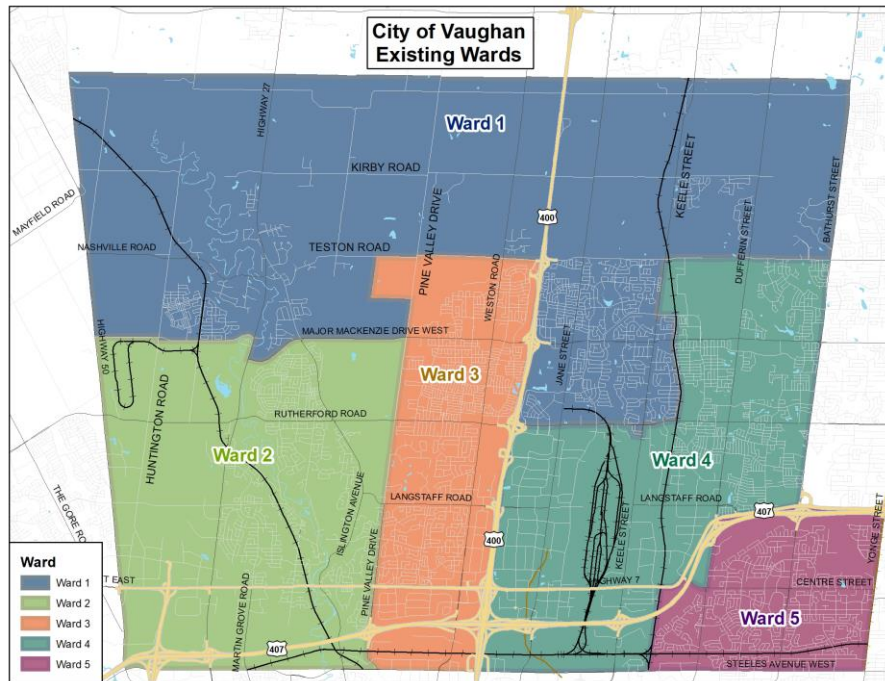 City of Vaughan
Existing Wards
HIGHWAY 27
Ward 1
KIRBY ROAD
KEELE STREET
MAYFIELD ROAD
PINE VALLEY DRIVE
400
DUFFERIN STREET
BATHURST STREET
NASHVILLE ROAD
TESTON ROAD
WESTON ROAD
HIGHWAY 50
MAJOR MACKENZIE DRIVE WEST
JANE STREET
Ward 3
HUNTINGTON ROAD
RUTHERFORD ROAD
Ward 2
Ward 4
ISLINGTON AVENUE
LANGSTAFF ROAD
LANGSTAFF ROAD
THE GORE RO
407
YONGE STREET
400
KEELE STREET
Ward
Ward 1
Ward 2
Ward 3
Ward 4
Ward 5
T EAST
MARTIN GROVE ROAD
PINE VALLEY DRIVE
GHWAY 7
CENTRE STREET
Ward 5
407
STEELES AVENUE WEST